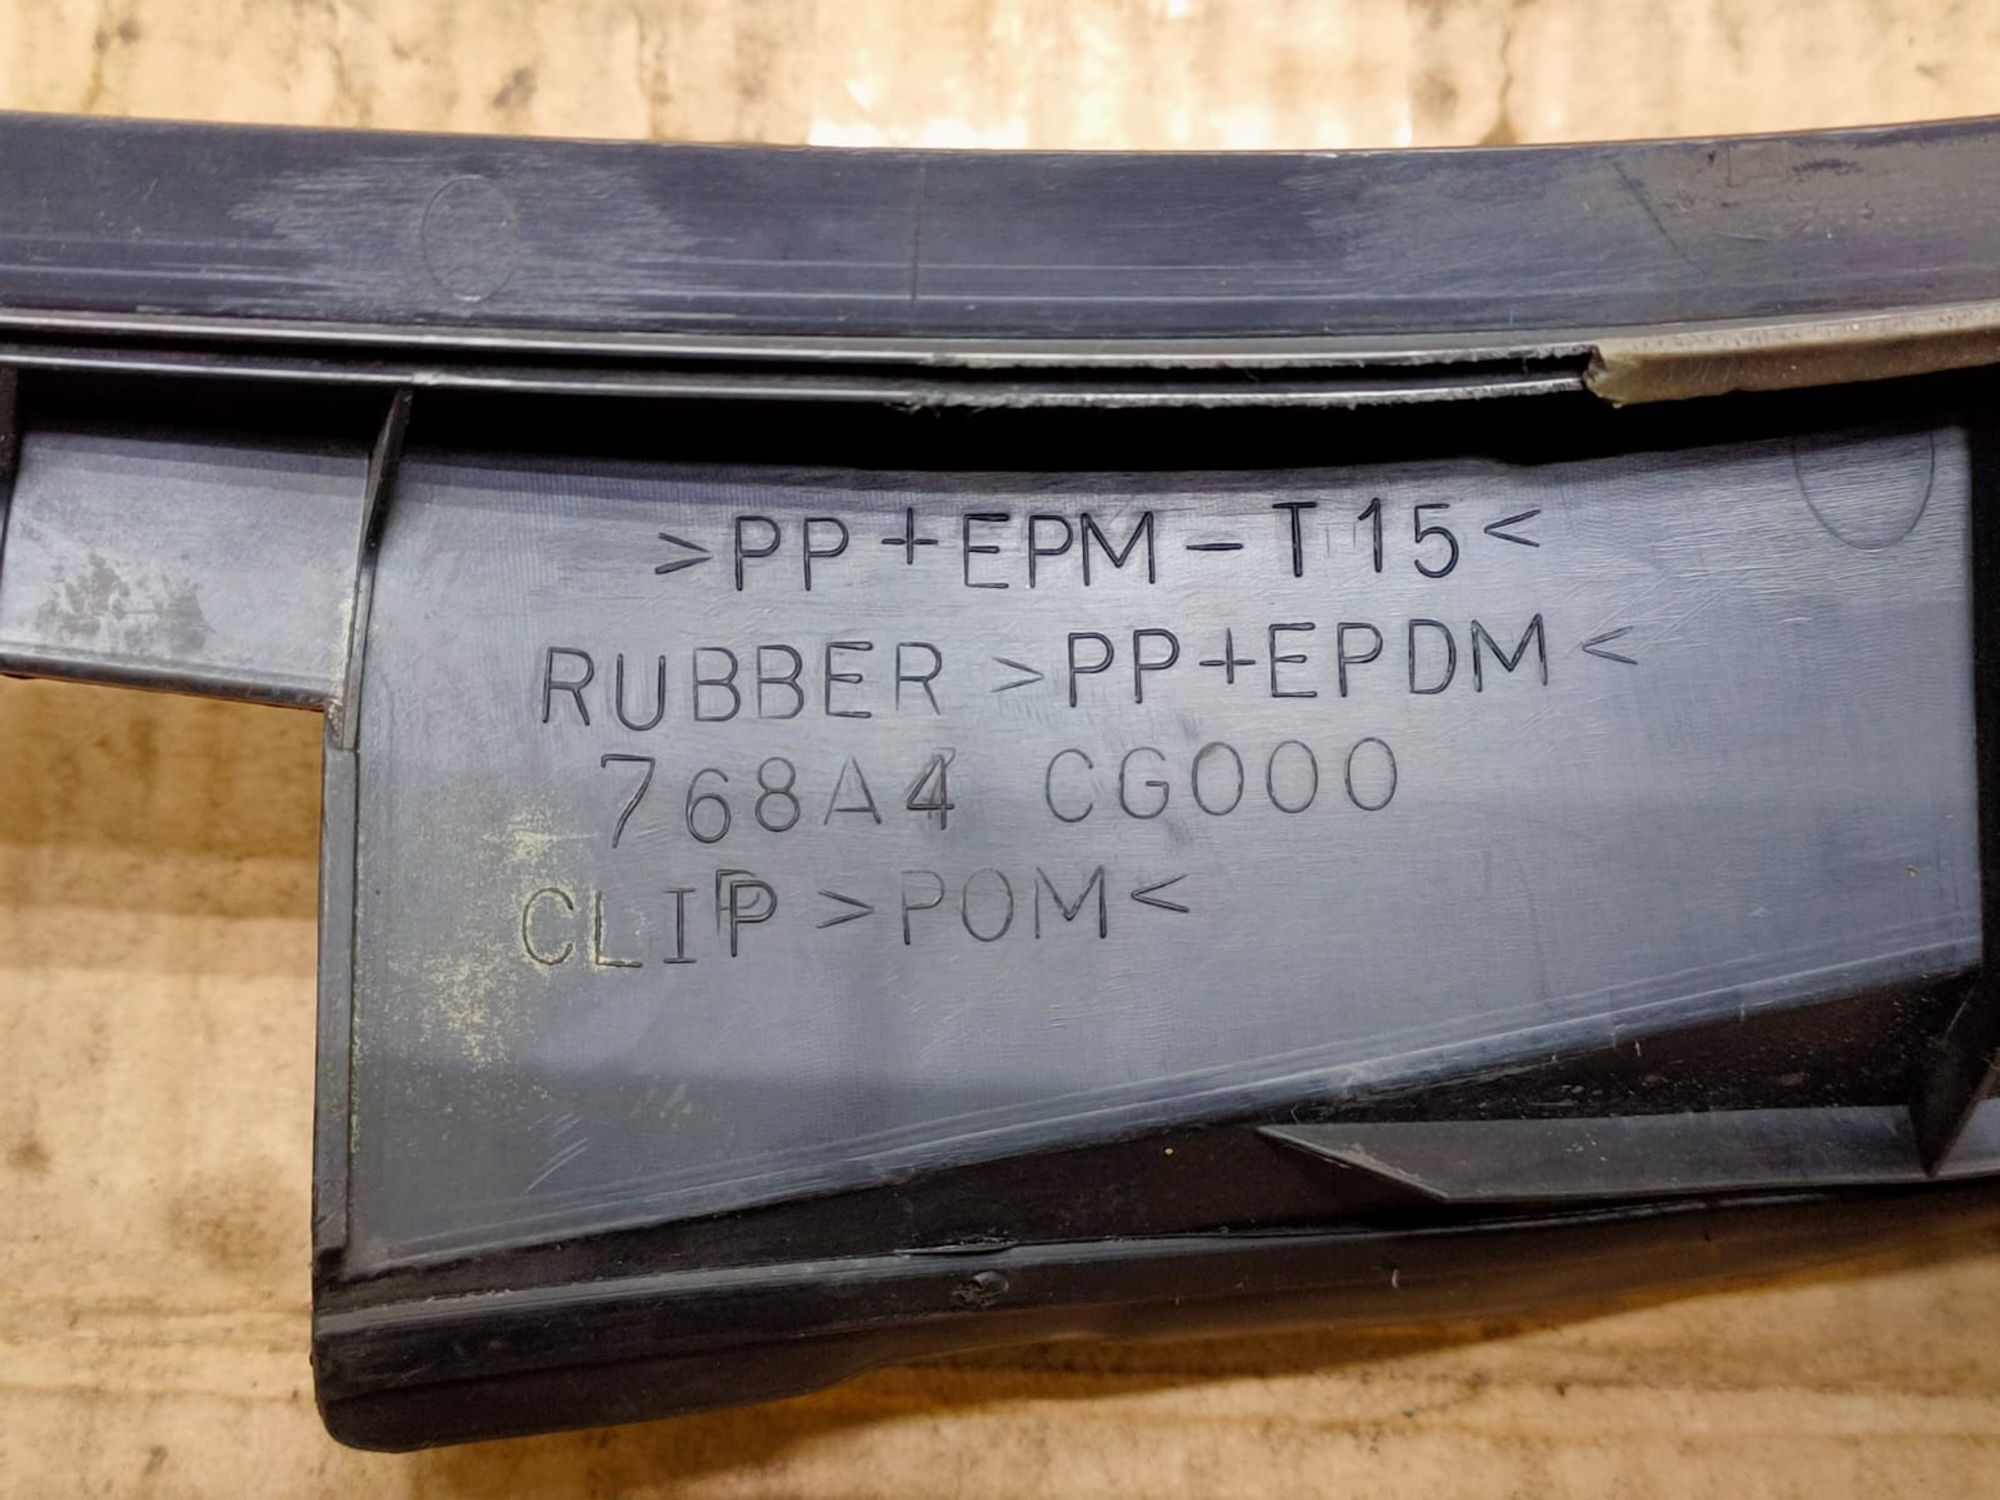 >PP+EPM-T15<
RUBBER >PP+EPDM<
768A4 CG000
CLIP >POM<